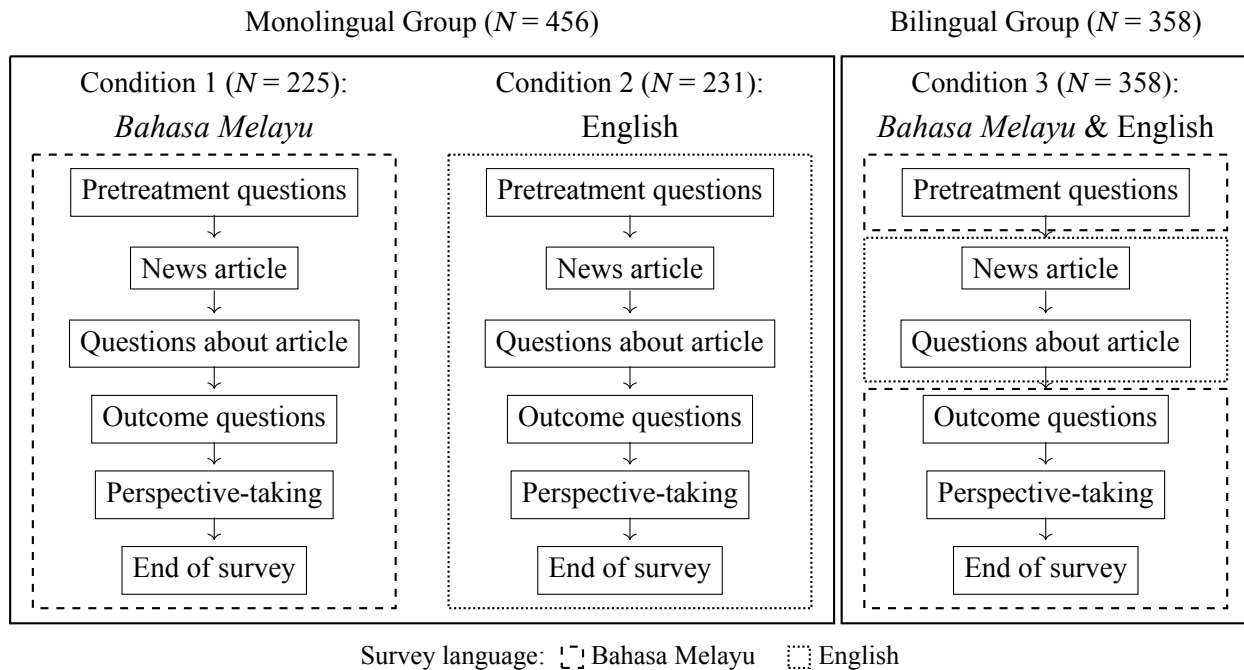 Monolingual Group (N = 456)
Bilingual Group (N = 358)
Condition 1 (N = 225):
Bahasa Melayu
Pretreatment questions
News article
Questions about article
Outcome questions
Perspective-taking
End of survey
Condition 2 (N = 231):
English
Pretreatment questions
News article
Questions about article
Outcome questions
Perspective-taking
End of survey
Condition 3 (N = 358):
Bahasa Melayu & English
Pretreatment questions
News article
Questions about article
Outcome questions
Perspective-taking
End of survey
Survey language: Bahasa Melayu English